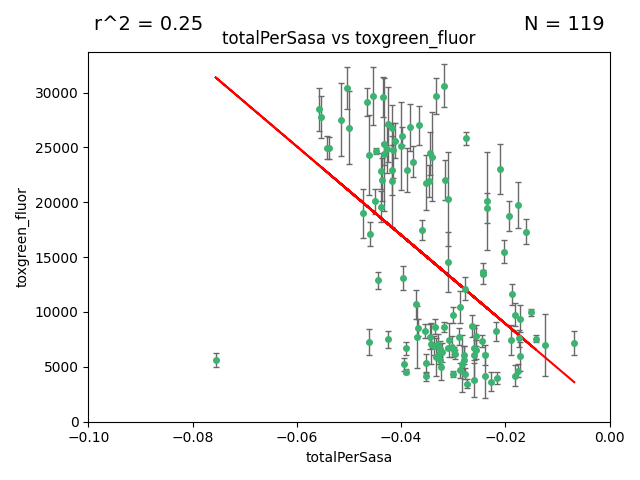 r^2 = 0.25 N = 119
totalPerSasa vs toxgreen_fluor
30000
25000
20000
15000
10000
5000
0
toxgreen_fluor
−0.10 −0.08 −0.06 −0.04 −0.02 0.00
totalPerSasa